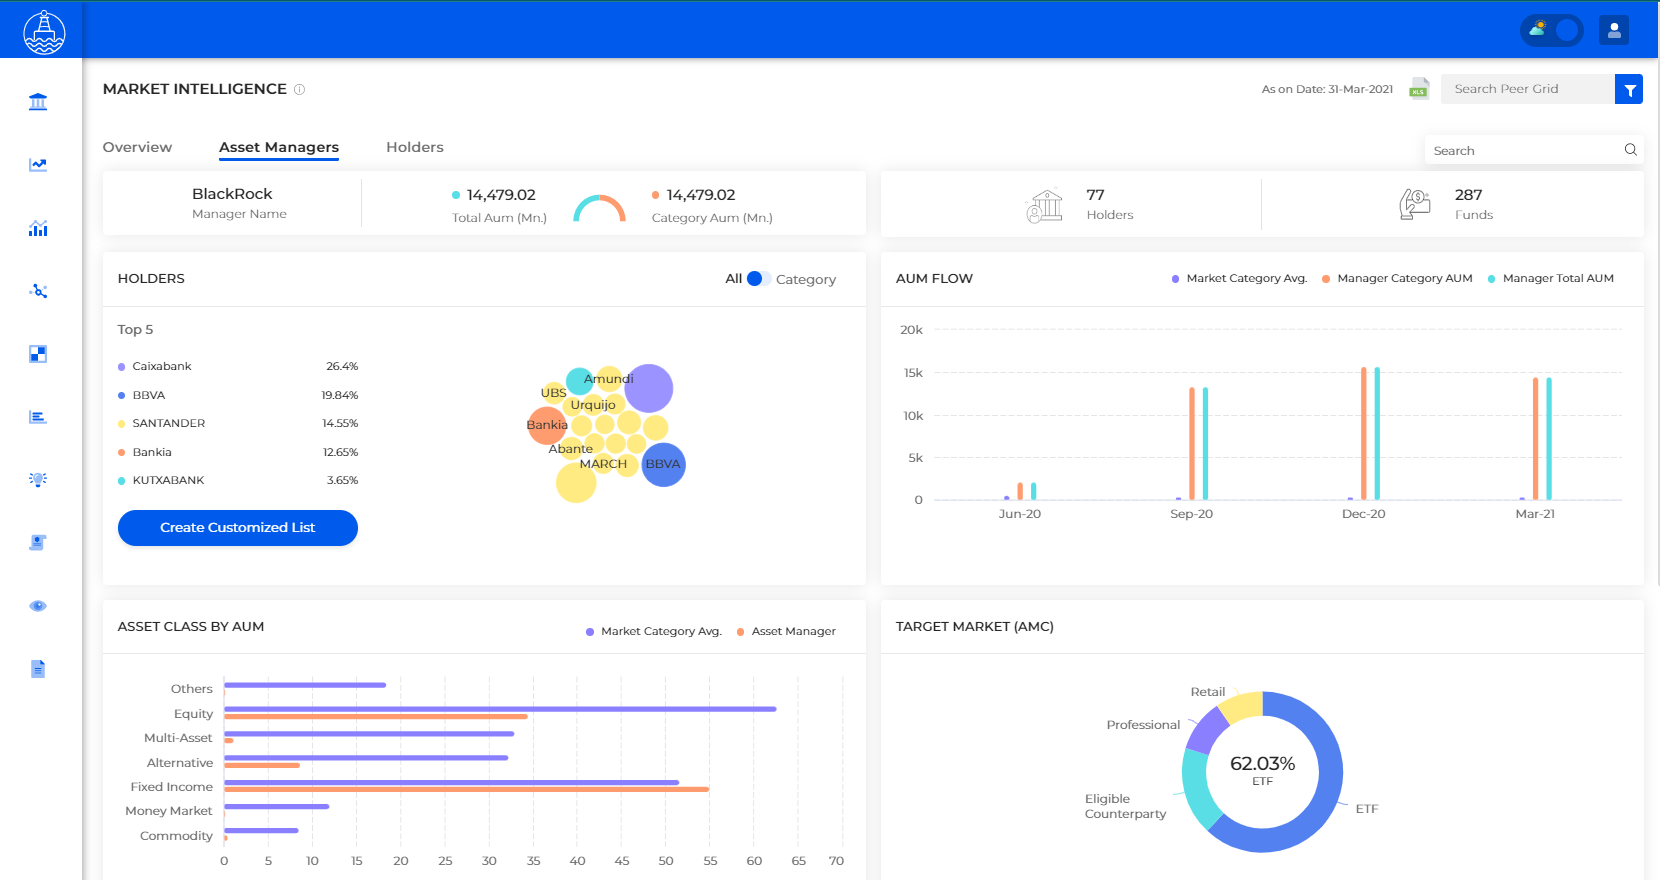 MARKET INTELLIGENCE
As on Date: 31-Mar-2021
XLS
Search Peer Grid
Overview
Asset Managers
Holders
Search
BlackRock
Manager Name
14,479.02
Total Aum (Mn.)
14,479.02
Category Aum (Mn.)
77
Holders
287
Funds
HOLDERS
All
Category
Top 5
Caixabank 26.4%
BBVA 19.84%
SANTANDER 14.55%
Bankia 12.65%
KUTXABANK 3.65%
Create Customized List
Amundi
UBS
Urquijo
Bankia
Abante
MARCH
BBVA
AUM FLOW
Market Category Avg.
Manager Category AUM
Manager Total AUM
20k
15k
10k
5k
0
Jun-20 Sep-20 Dec-20 Mar-21
ASSET CLASS BY AUM
Market Category Avg.
Asset Manager
Others
Equity
Multi-Asset
Alternative
Fixed Income
Money Market
Commodity
0 5 10 15 20 25 30 35 40 45 50 55 60 65 70
TARGET MARKET (AMC)
Retail
Professional
62.03%
ETF
Eligible
Counterparty
ETF